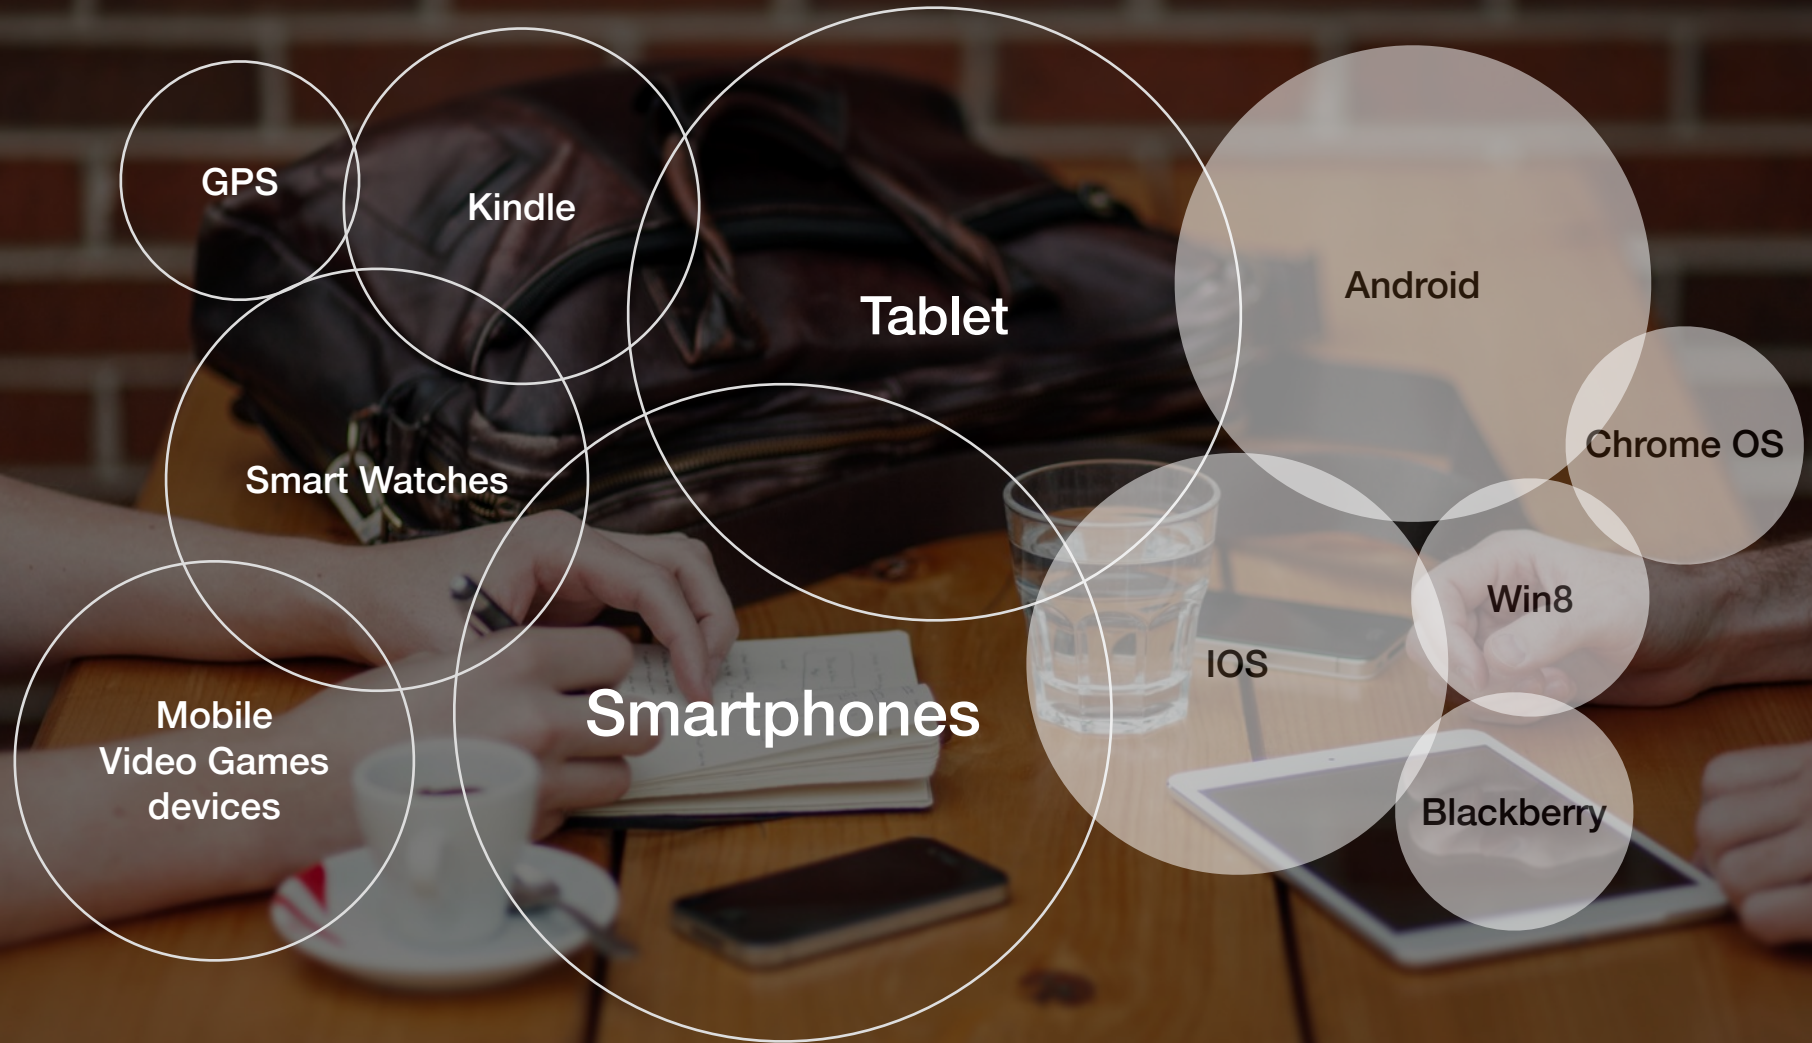 GPS
Kindle
Tablet
Android
Chrome OS
Smart Watches
Win8
IOS
Smartphones
Mobile
Video Games
devices
Blackberry